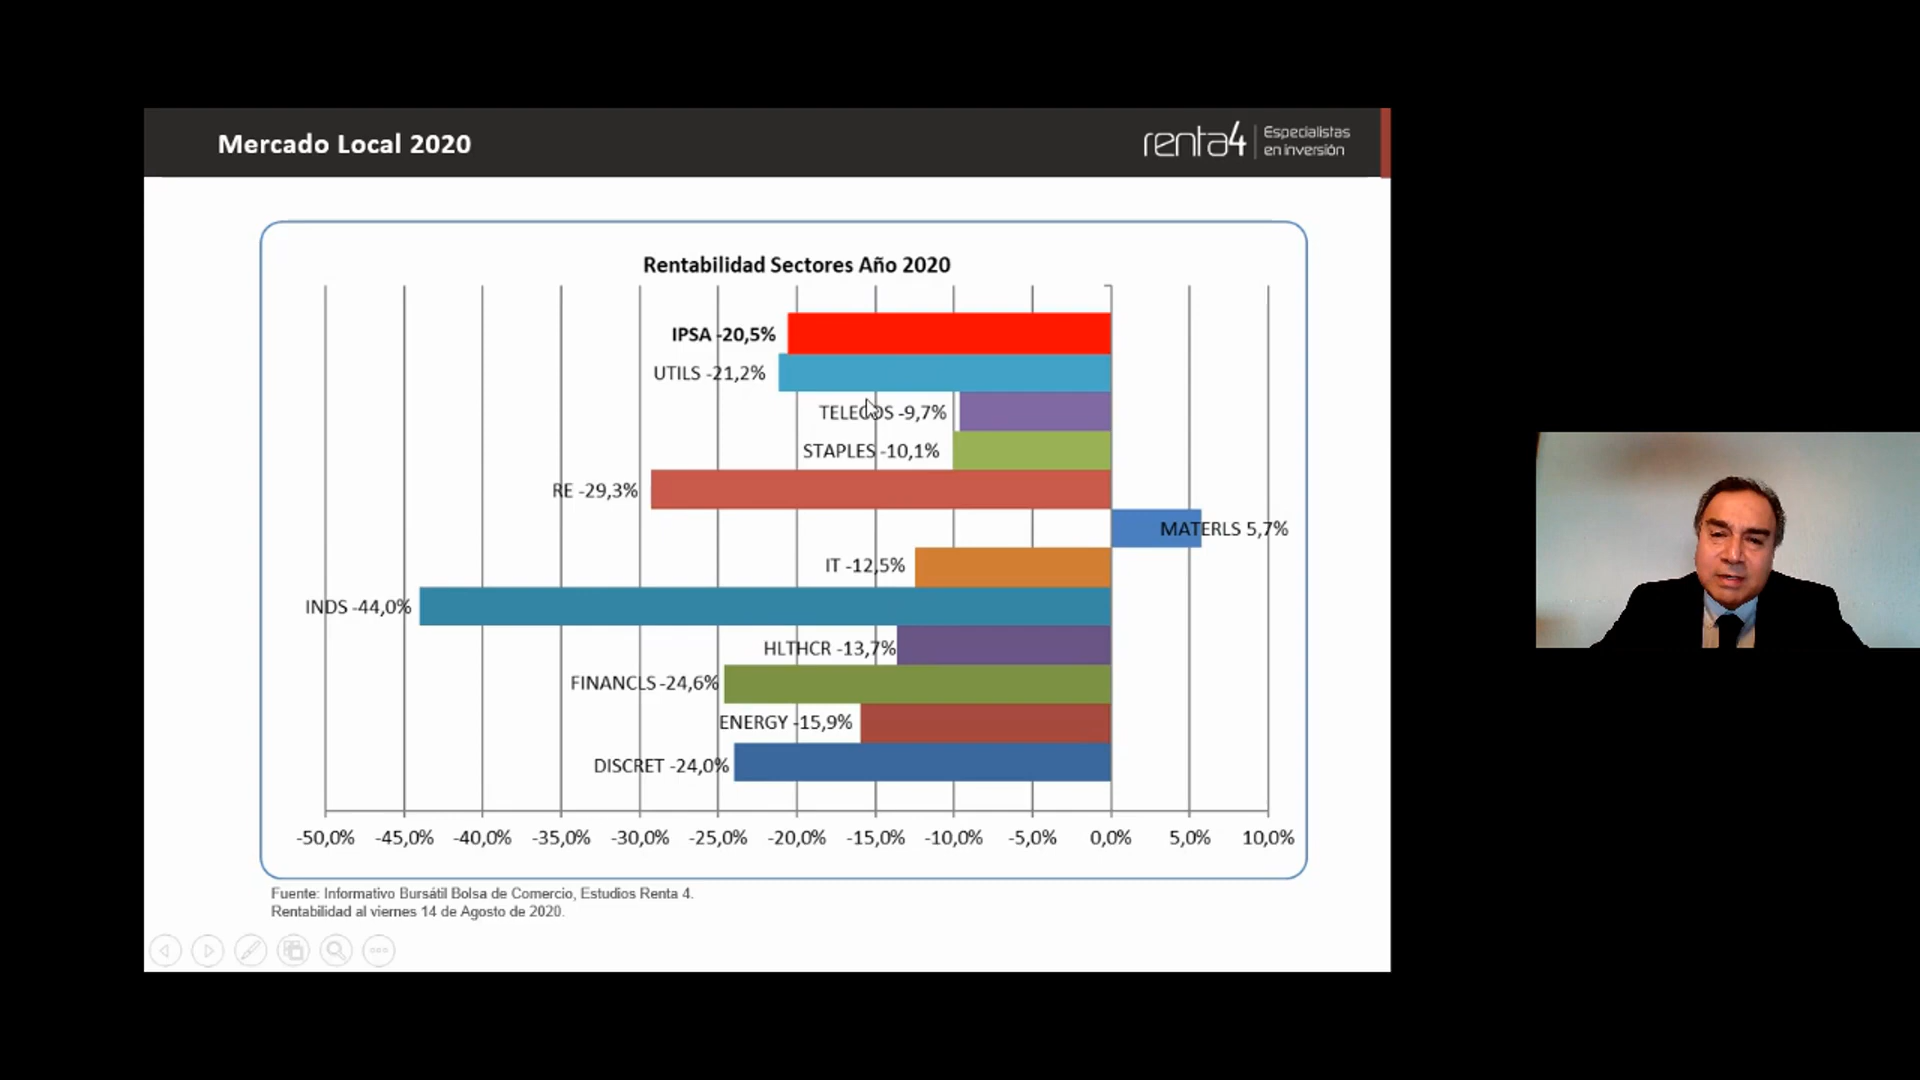 Mercado Local 2020
renta4 Especialistas
en inversión
Rentabilidad Sectores Año 2020
IPSA -20,5%
UTILS -21,2%
TELECOS -9,7%
STAPLES -10,1%
RE -29,3%
MATERLS 5,7%
IT -12,5%
INDS -44,0%
HLTHCR -13,7%
FINANCLS -24,6%
ENERGY -15,9%
DISCRET -24,0%
-50,0% -45,0% -40,0% -35,0% -30,0% -25,0% -20,0% -15,0% -10,0% -5,0% 0,0% 5,0% 10,0%
Fuente: Informativo Bursátil Bolsa de Comercio, Estudios Renta 4.
Rentabilidad al viernes 14 de Agosto de 2020.